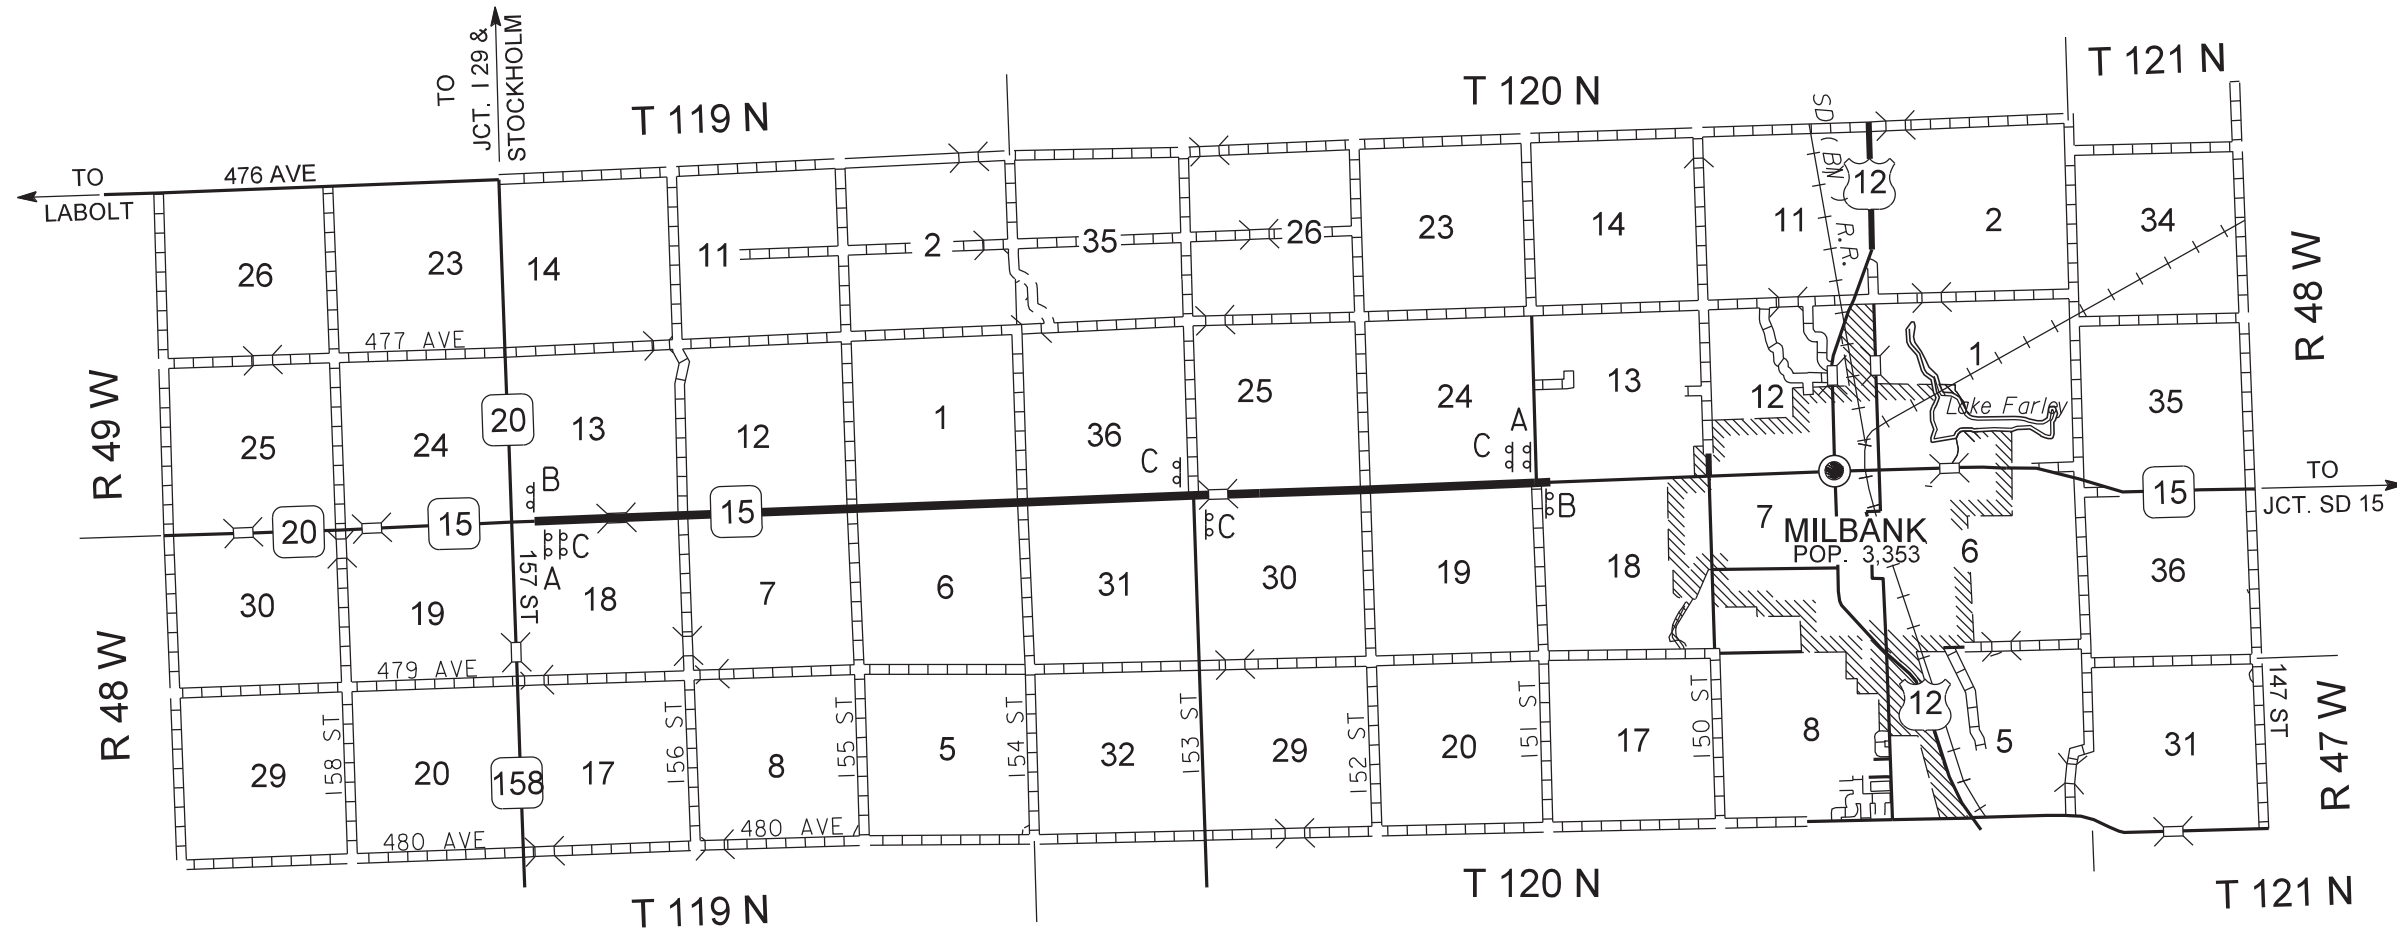 TO
JCT. I 29 &
STOCKHOLM
T 119 N
T 120 N
T 121 N
TO
LABOLT
476 AVE
SD (BN) R.R.
12
26
23
14
11
2
35
26
23
14
11
2
34
R 48 W
477 AVE
R 49 W
25
24
20
13
12
1
36
25
24
13
12
1
35
Lake Farley
A
C
C
B
20
15
15
15
TO
JCT. SD 15
C
B
C
A
157 ST
7
MILBANK
POP. 3,353
6
36
30
19
18
7
6
31
30
19
18
R 48 W
479 AVE
12
147 ST
R 47 W
158 ST
156 ST
155 ST
154 ST
153 ST
152 ST
151 ST
150 ST
29
20
158
17
8
5
32
29
20
17
8
5
31
480 AVE
480 AVE
T 119 N
T 120 N
T 121 N